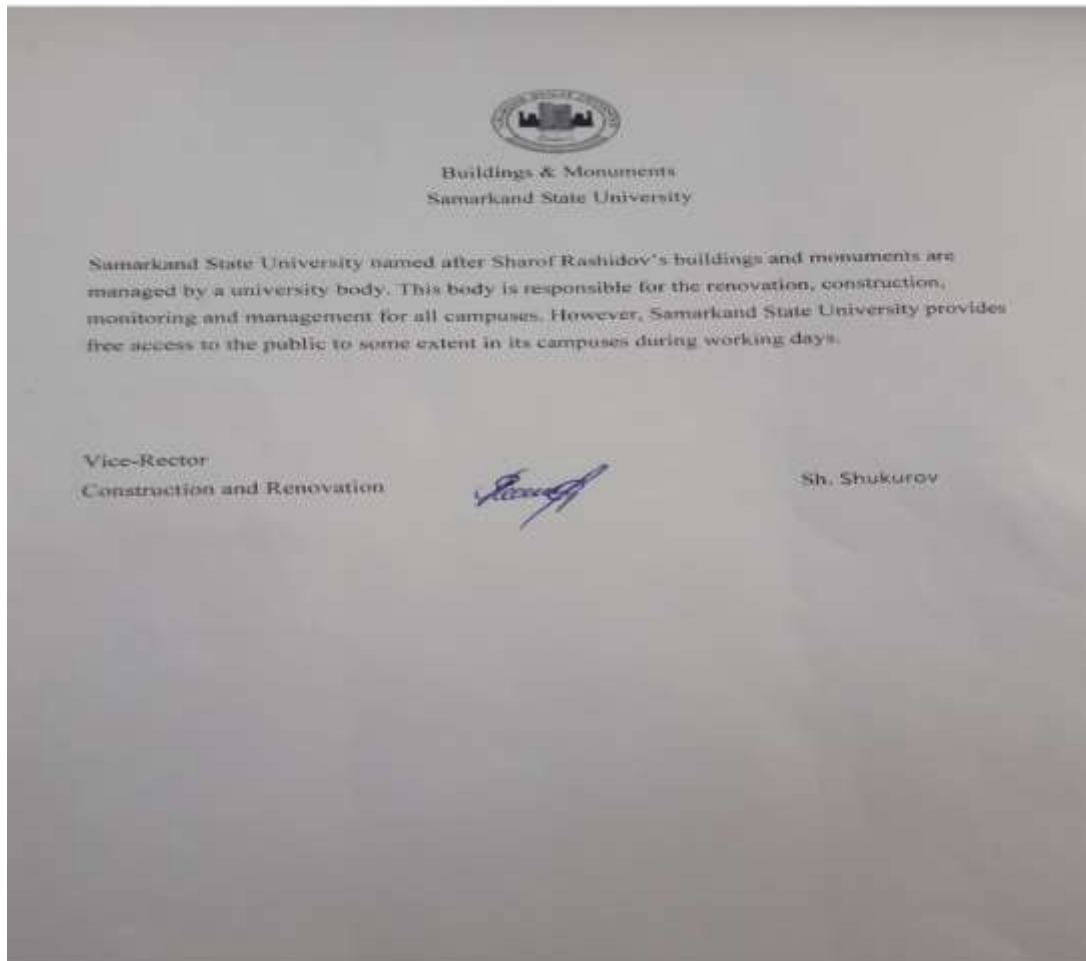 Buildings & Monuments
Samarkand State University
Samarkand State University named after Sharof Rashidov's buildings and monuments are
managed by a university body. This body is responsible for the renovation, construction,
monitoring and management for all campuses. However, Samarkand State University provides
free access to the public to some extent in its campuses during working days.
Vice-Rector
Construction and Renovation
Sh. Shukurov